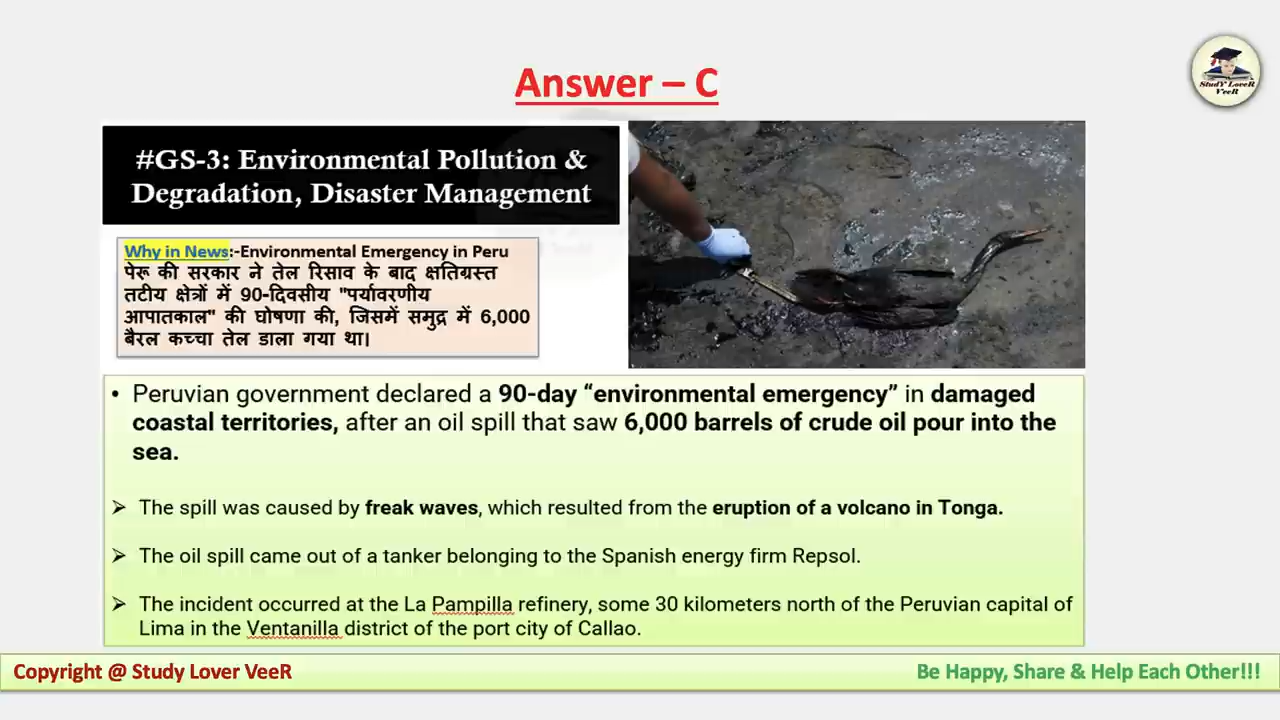 Answer – C
StudY LoveR
VeeR
#GS-3: Environmental Pollution &
Degradation, Disaster Management
Why in News:-Environmental Emergency in Peru
पेरू की सरकार ने तेल रिसाव के बाद क्षतिग्रस्त
तटीय क्षेत्रों में 90-दिवसीय "पर्यावरणीय
आपातकाल" की घोषणा की, जिसमें समुद्र में 6,000
बैरल कच्चा तेल डाला गया था।
• Peruvian government declared a 90-day “environmental emergency” in damaged
coastal territories, after an oil spill that saw 6,000 barrels of crude oil pour into the
sea.
➢ The spill was caused by freak waves, which resulted from the eruption of a volcano in Tonga.
➢ The oil spill came out of a tanker belonging to the Spanish energy firm Repsol.
➢ The incident occurred at the La Pampilla refinery, some 30 kilometers north of the Peruvian capital of
Lima in the Ventanilla district of the port city of Callao.
Copyright @ Study Lover VeeR
Be Happy, Share & Help Each Other!!!